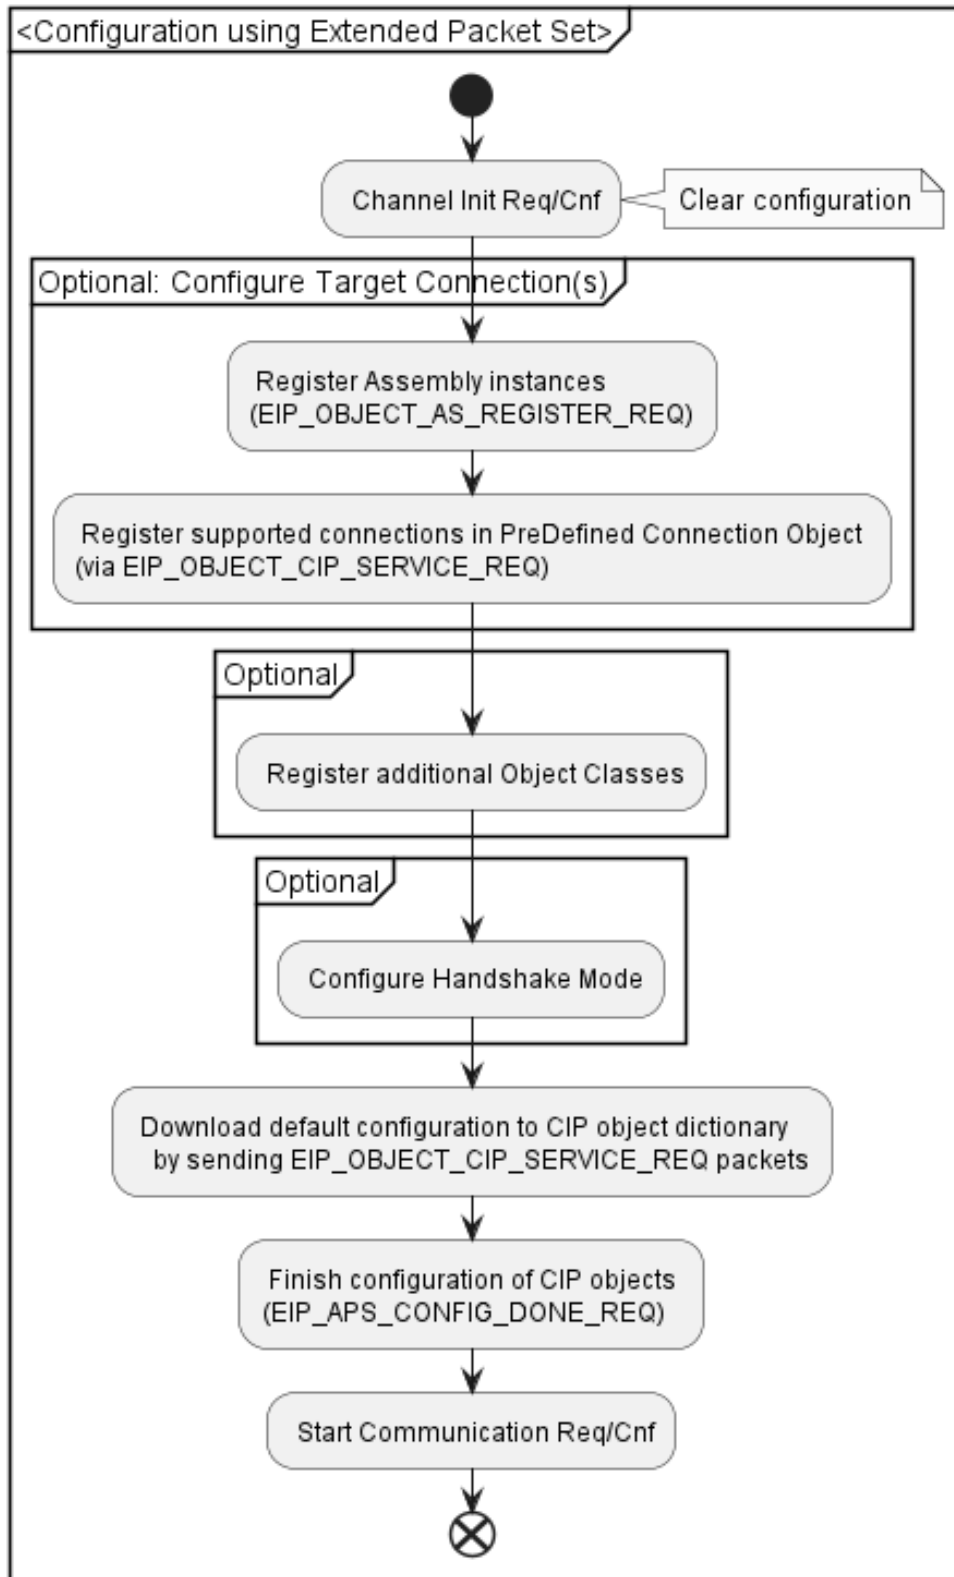 <Configuration using Extended Packet Set>
Channel Init Req/Cnf
Clear configuration
Optional: Configure Target Connection(s)
Register Assembly instances
(EIP_OBJECT_AS_REGISTER_REQ)
Register supported connections in PreDefined Connection Object
(via EIP_OBJECT_CIP_SERVICE_REQ)
Optional
Register additional Object Classes
Optional
Configure Handshake Mode
Download default configuration to CIP object dictionary
by sending EIP_OBJECT_CIP_SERVICE_REQ packets
Finish configuration of CIP objects
(EIP_APS_CONFIG_DONE_REQ)
Start Communication Req/Cnf